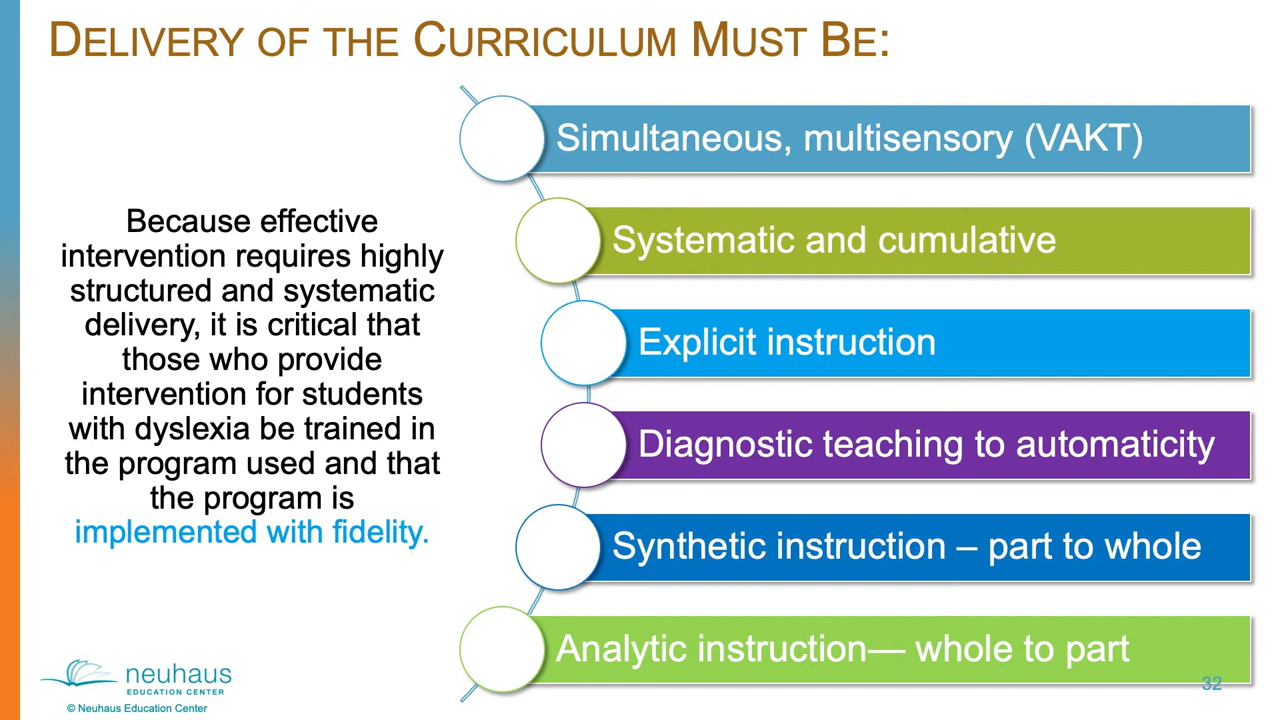 DELIVERY OF THE CURRICULUM MUST BE:
Because effective
intervention requires highly
structured and systematic
delivery, it is critical that
those who provide
intervention for students
with dyslexia be trained in
the program used and that
the program is
implemented with fidelity.
Simultaneous, multisensory (VAKT)
Systematic and cumulative
Explicit instruction
Diagnostic teaching to automaticity
Synthetic instruction – part to whole
Analytic instruction— whole to part
neuhaus
EDUCATION CENTER
© Neuhaus Education Center
32